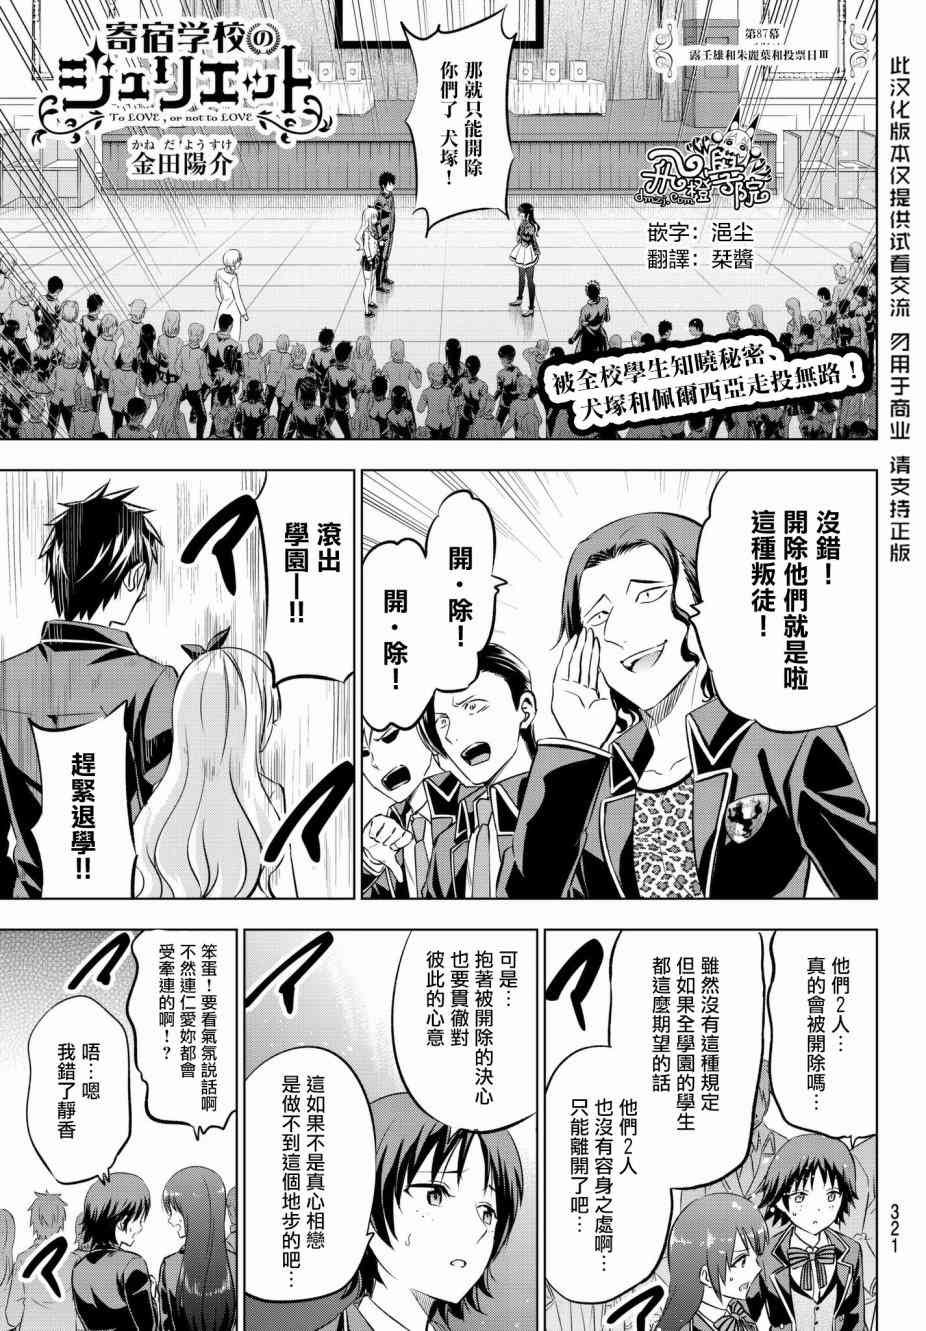 第87幕
露壬雄和朱麗葉和投票日III
寄宿学校の
ジュリエット
To LOVE, or not to LOVE
かねだようすけ
金田陽介
飛橙學院
dmzj.com
嵌字：浥尘
翻譯：栞醬
那就只能開除
你們了 犬塚！
被全校學生知曉秘密、
犬塚和佩爾西亞走投無路！
此汉化版本仅提供试看交流 勿用于商业 请支持正版
沒錯！
開除他們就是啦
這種叛徒！
開・除！
開・除！
滾出
學園—!!
趕緊退學!!
他們2人…
真的會被開除嗎…
雖然沒有這種規定
但如果全學園的學生
都這麼期望的話
他們2人
也沒有容身之處啊
只能離開了吧…
可是…
抱著被開除的決心
也要貫徹對
彼此的心意
這如果不是真心相戀
是做不到這個地步的吧…
笨蛋！要看氣氛説話啊
不然連仁愛妳都會
受牽連的啊！？
唔…嗯
我錯了靜香
321